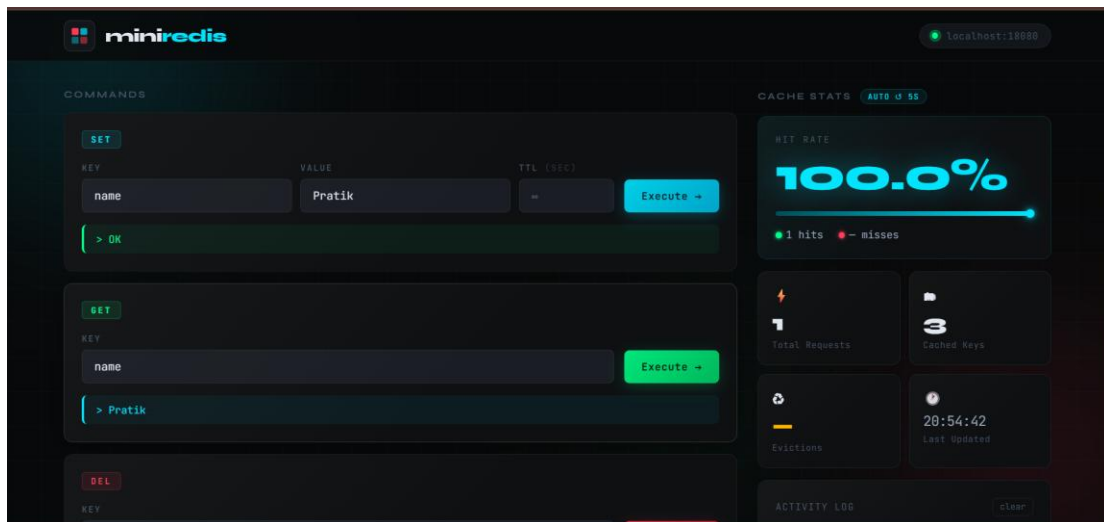 miniredis
localhost:18080
COMMANDS
SET
KEY VALUE TTL (SEC)
name Pratik ∞ Execute →
> OK
GET
KEY
name Execute →
> Pratik
DEL
KEY
CACHE STATS AUTO ↺ 5S
HIT RATE
100.0%
1 hits — misses
1
Total Requests
3
Cached Keys
—
Evictions
20:54:42
Last Updated
ACTIVITY LOG clear